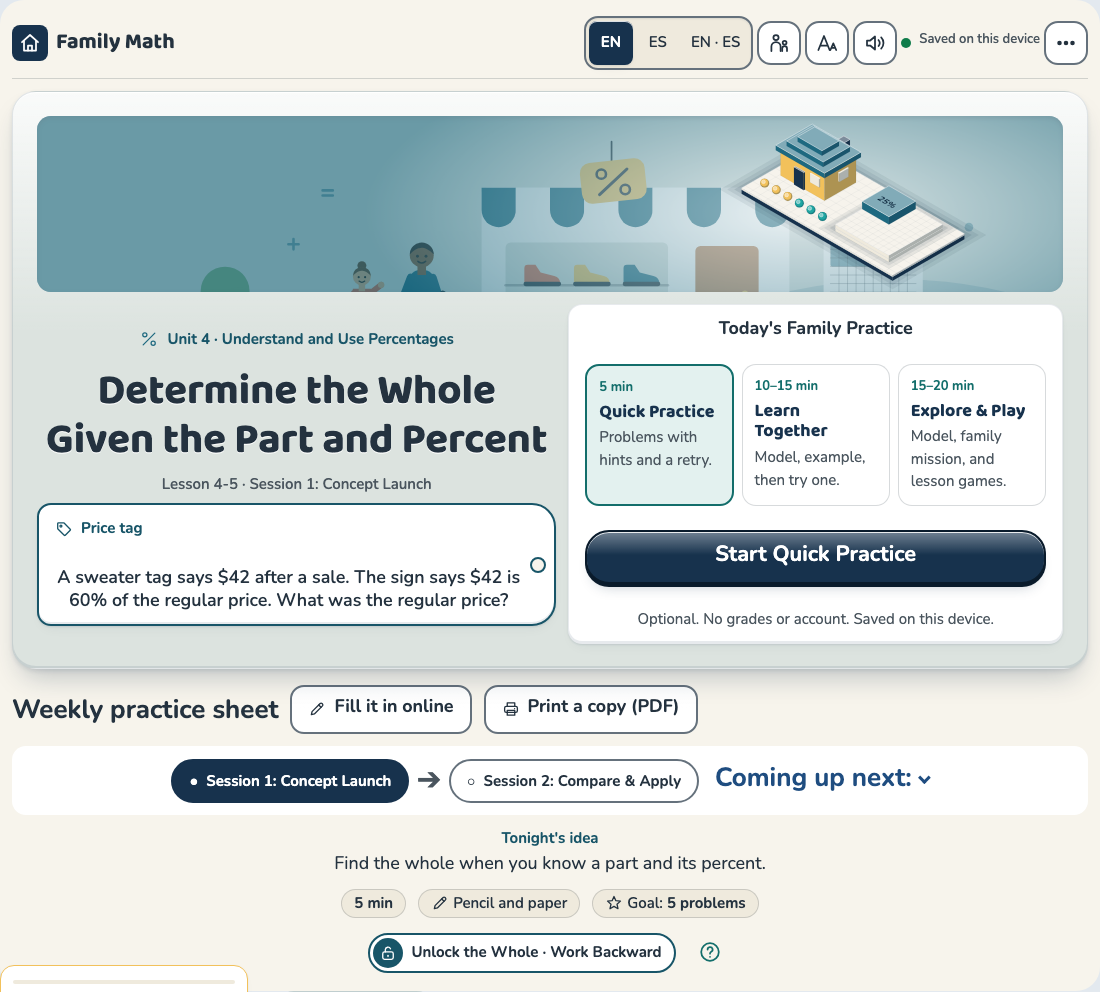 Family Math
EN ES EN · ES
Saved on this device
%
=
+
25%
Unit 4 · Understand and Use Percentages
Determine the Whole
Given the Part and Percent
Lesson 4-5 · Session 1: Concept Launch
Price tag
A sweater tag says $42 after a sale. The sign says $42 is
60% of the regular price. What was the regular price?
Today's Family Practice
5 min
Quick Practice
Problems with
hints and a retry.
10–15 min
Learn
Together
Model, example,
then try one.
15–20 min
Explore & Play
Model, family
mission, and
lesson games.
Start Quick Practice
Optional. No grades or account. Saved on this device.
Weekly practice sheet
Fill it in online
Print a copy (PDF)
Session 1: Concept Launch
Session 2: Compare & Apply
Coming up next:
Tonight's idea
Find the whole when you know a part and its percent.
5 min
Pencil and paper
Goal: 5 problems
Unlock the Whole · Work Backward
?